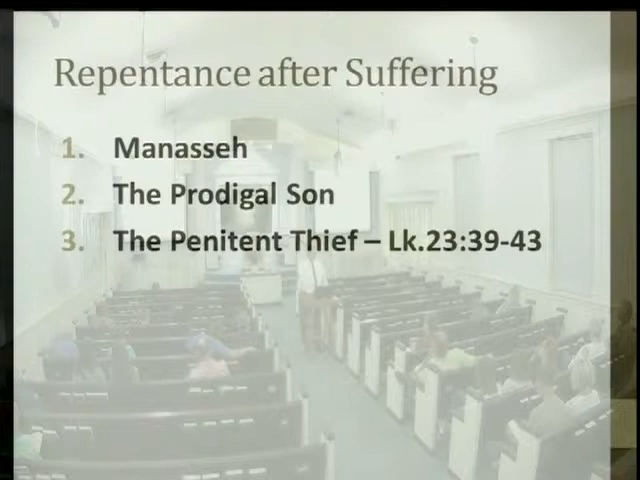 Repentance after Suffering
1. Manasseh
2. The Prodigal Son
3. The Penitent Thief – Lk.23:39-43